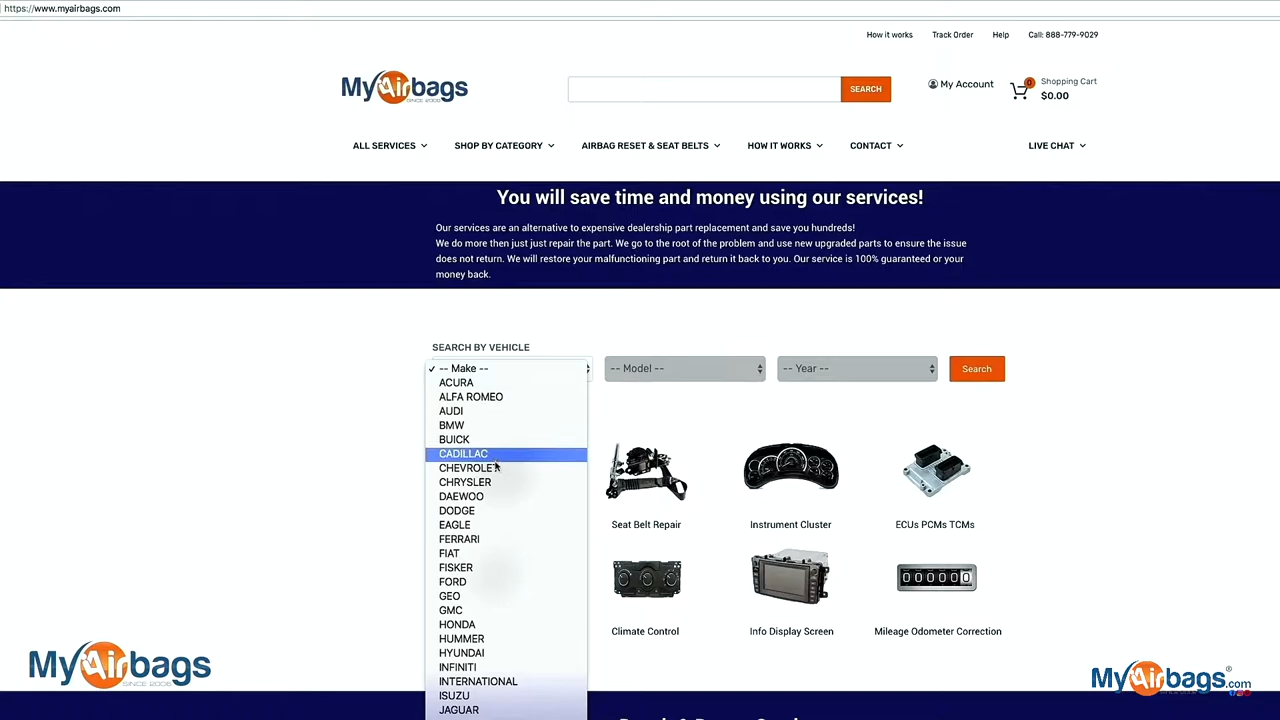 https://www.myairbags.com
How it works
Track Order
Help
Call: 888-779-9029
MyAirbags
SINCE 2006
SEARCH
My Account
0
Shopping Cart
$0.00
ALL SERVICES
SHOP BY CATEGORY
AIRBAG RESET & SEAT BELTS
HOW IT WORKS
CONTACT
LIVE CHAT
You will save time and money using our services!
Our services are an alternative to expensive dealership part replacement and save you hundreds!
We do more then just just repair the part. We go to the root of the problem and use new upgraded parts to ensure the issue
does not return. We will restore your malfunctioning part and return it back to you. Our service is 100% guaranteed or your
money back.
SEARCH BY VEHICLE
✓ -- Make --
-- Model --
-- Year --
Search
ACURA
ALFA ROMEO
AUDI
BMW
BUICK
CADILLAC
CHEVROLET
CHRYSLER
DAEWOO
DODGE
EAGLE
FERRARI
FIAT
FISKER
FORD
GEO
GMC
HONDA
HUMMER
HYUNDAI
INFINITI
INTERNATIONAL
ISUZU
JAGUAR
Seat Belt Repair
Instrument Cluster
ECUs PCMs TCMs
Climate Control
Info Display Screen
000000
Mileage Odometer Correction
MyAirbags
SINCE 2006
MyAirbags.com
®